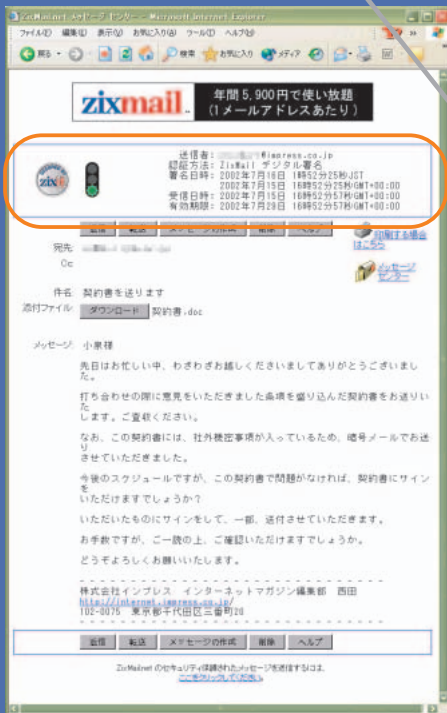 ZixMail.net メッセージ センター - Microsoft Internet Explorer
ファイル(F) 編集(E) 表示(V) お気に入り(A) ツール(T) ヘルプ(H)
戻る
検索
お気に入り
メディア
zixmail™
年間5,900円で使い放題
(1メールアドレスあたり)
送信者:
@impress.co.jp
認証方法: ZixMail デジタル署名
署名日時: 2002年7月16日 1時52分25秒JST
2002年7月15日 16時52分25秒GMT+00:00
受信日時: 2002年7月15日 16時52分57秒GMT+00:00
有効期限: 2002年7月29日 16時52分57秒GMT+00:00
zix it
返信 転送 メッセージの作成 削除 ヘルプ
印刷する場合
はこちら
宛先:
Cc:
メッセージ
センター
件名: 契約書を送ります
添付ファイル: ダウンロード 契約書.doc
メッセージ: 小泉様
先日はお忙しい中、わざわざお越しくださいましてありがとうございまし
た。
打ち合わせの際に意見をいただきました条項を盛り込んだ契約書をお送りい
た
します。ご査収ください。
なお、この契約書には、社外機密事項が入っているため、暗号メールでお送
り
させていただきました。
今後のスケジュールですが、この契約書で問題がなければ、契約書にサイン
を
いただけますでしょうか?
いただいたものにサインをして、一部、送付させていただきます。
お手数ですが、ご一読の上、ご確認いただけますでしょうか。
どうぞよろしくお願いいたします。
株式会社インプレス インターネットマガジン編集部 西田
http://internet.impress.co.jp/
102-0075 東京都千代田区三番町20
返信 転送 メッセージの作成 削除 ヘルプ
ZixMail.net のセキュリティ保護されたメッセージを送信するには、
ここをクリックしてください。